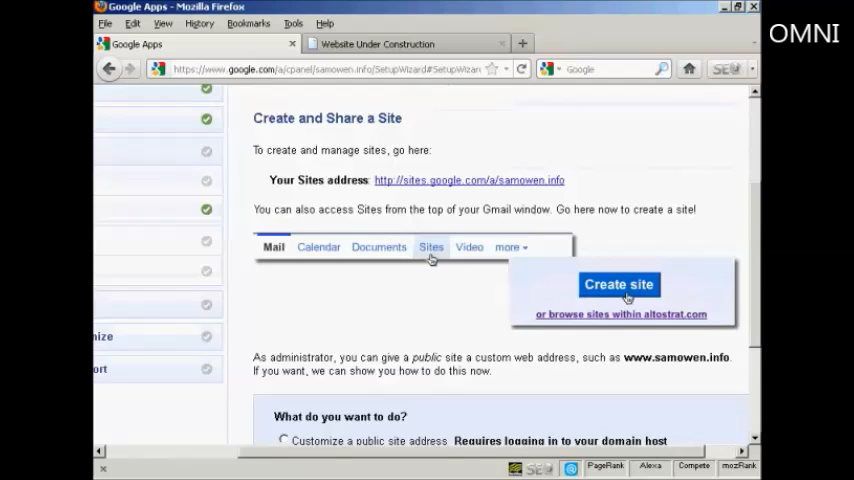 Google Apps - Mozilla Firefox
OMNI
File Edit View History Bookmarks Tools Help
Google Apps
Website Under Construction
https://www.google.com/a/cpanel/samowen.info/SetupWizard#SetupWizan
Google
SEO
Create and Share a Site
To create and manage sites, go here:
Your Sites address: http://sites.google.com/a/samowen.info
You can also access Sites from the top of your Gmail window. Go here now to create a site!
Mail Calendar Documents Sites Video more
Create site
or browse sites within altostrat.com
nize
ort
As administrator, you can give a public site a custom web address, such as www.samowen.info.
If you want, we can show you how to do this now.
What do you want to do?
Customize a public site address Requires logging in to your domain host
SEO PageRank Alexa Compete mozRank